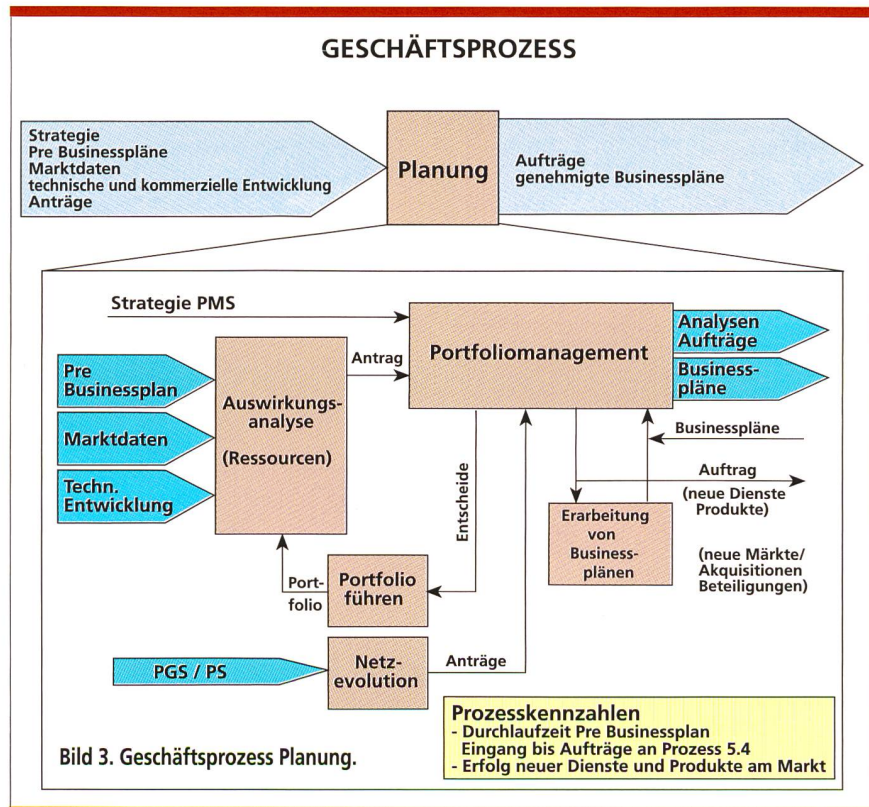 GESCHÄFTSPROZESS
Strategie
Pre Businesspläne
Marktdaten
technische und kommerzielle Entwicklung
Anträge
Planung
Aufträge
genehmigte Businesspläne
Strategie PMS
Pre
Businessplan
Marktdaten
Techn.
Entwicklung
Auswirkungs-
analyse
(Ressourcen)
Antrag
Portfoliomanagement
Analysen
Aufträge
Business-
pläne
Businesspläne
Auftrag
(neue Dienste
Produkte)
Entscheide
Erarbeitung
von
Business-
plänen
(neue Märkte/
Akquisitionen
Beteiligungen)
Port-
folio
Portfolio
führen
PGS / PS
Netz-
evolution
Anträge
Prozesskennzahlen
- Durchlaufzeit Pre Businessplan
Eingang bis Aufträge an Prozess 5.4
- Erfolg neuer Dienste und Produkte am Markt
Bild 3. Geschäftsprozess Planung.